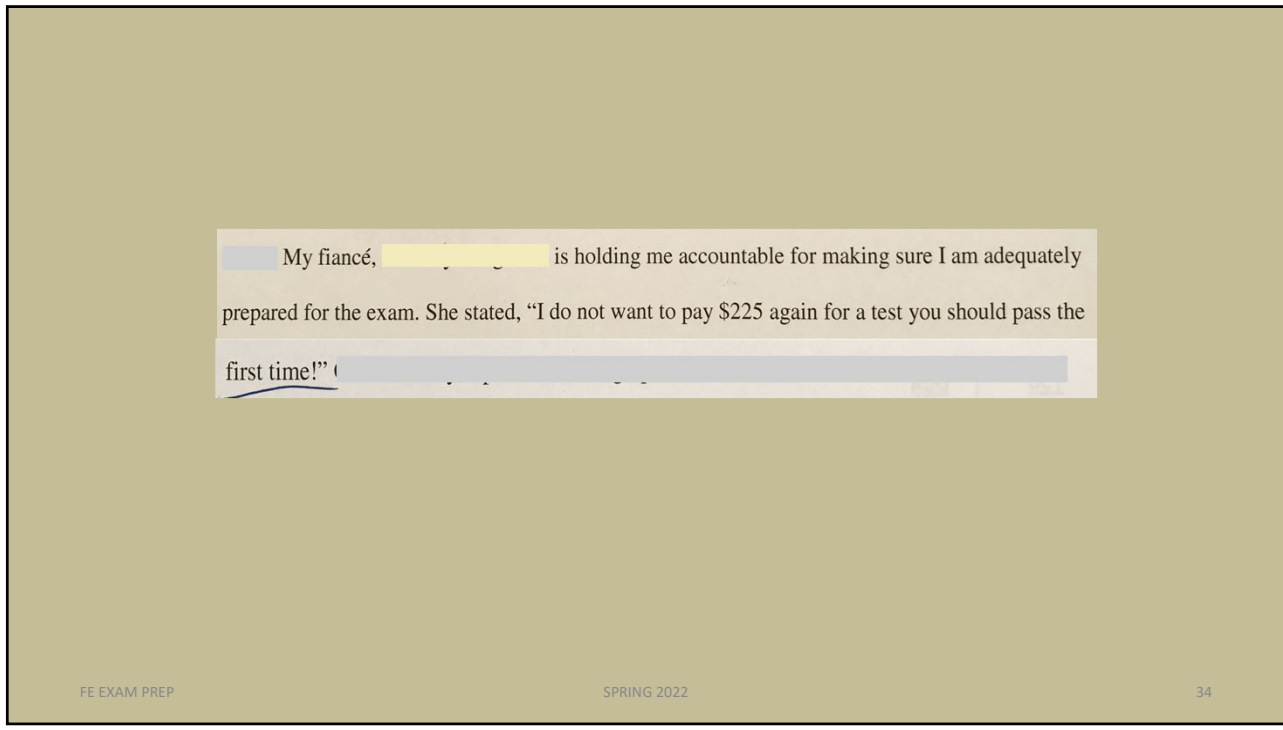 My fiancé, is holding me accountable for making sure I am adequately
prepared for the exam. She stated, “I do not want to pay $225 again for a test you should pass the
first time!”
FE EXAM PREP
SPRING 2022
34